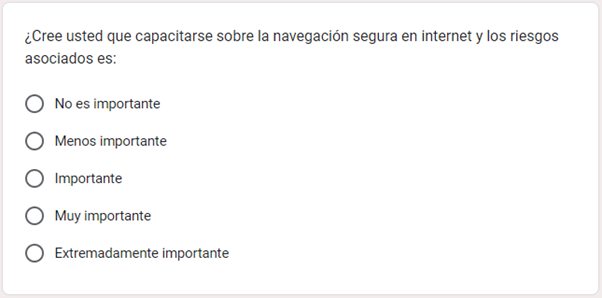 ¿Cree usted que capacitarse sobre la navegación segura en internet y los riesgos
asociados es:
No es importante
Menos importante
Importante
Muy importante
Extremadamente importante